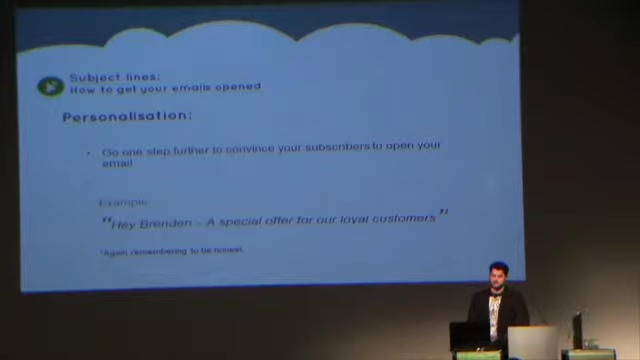 Subject lines:
How to get your emails opened
Personalisation:
Go one step further to convince your subscribers to open your
email
Example:
"Hey Brenden – A special offer for our loyal customers"
*Again remembering to be honest.